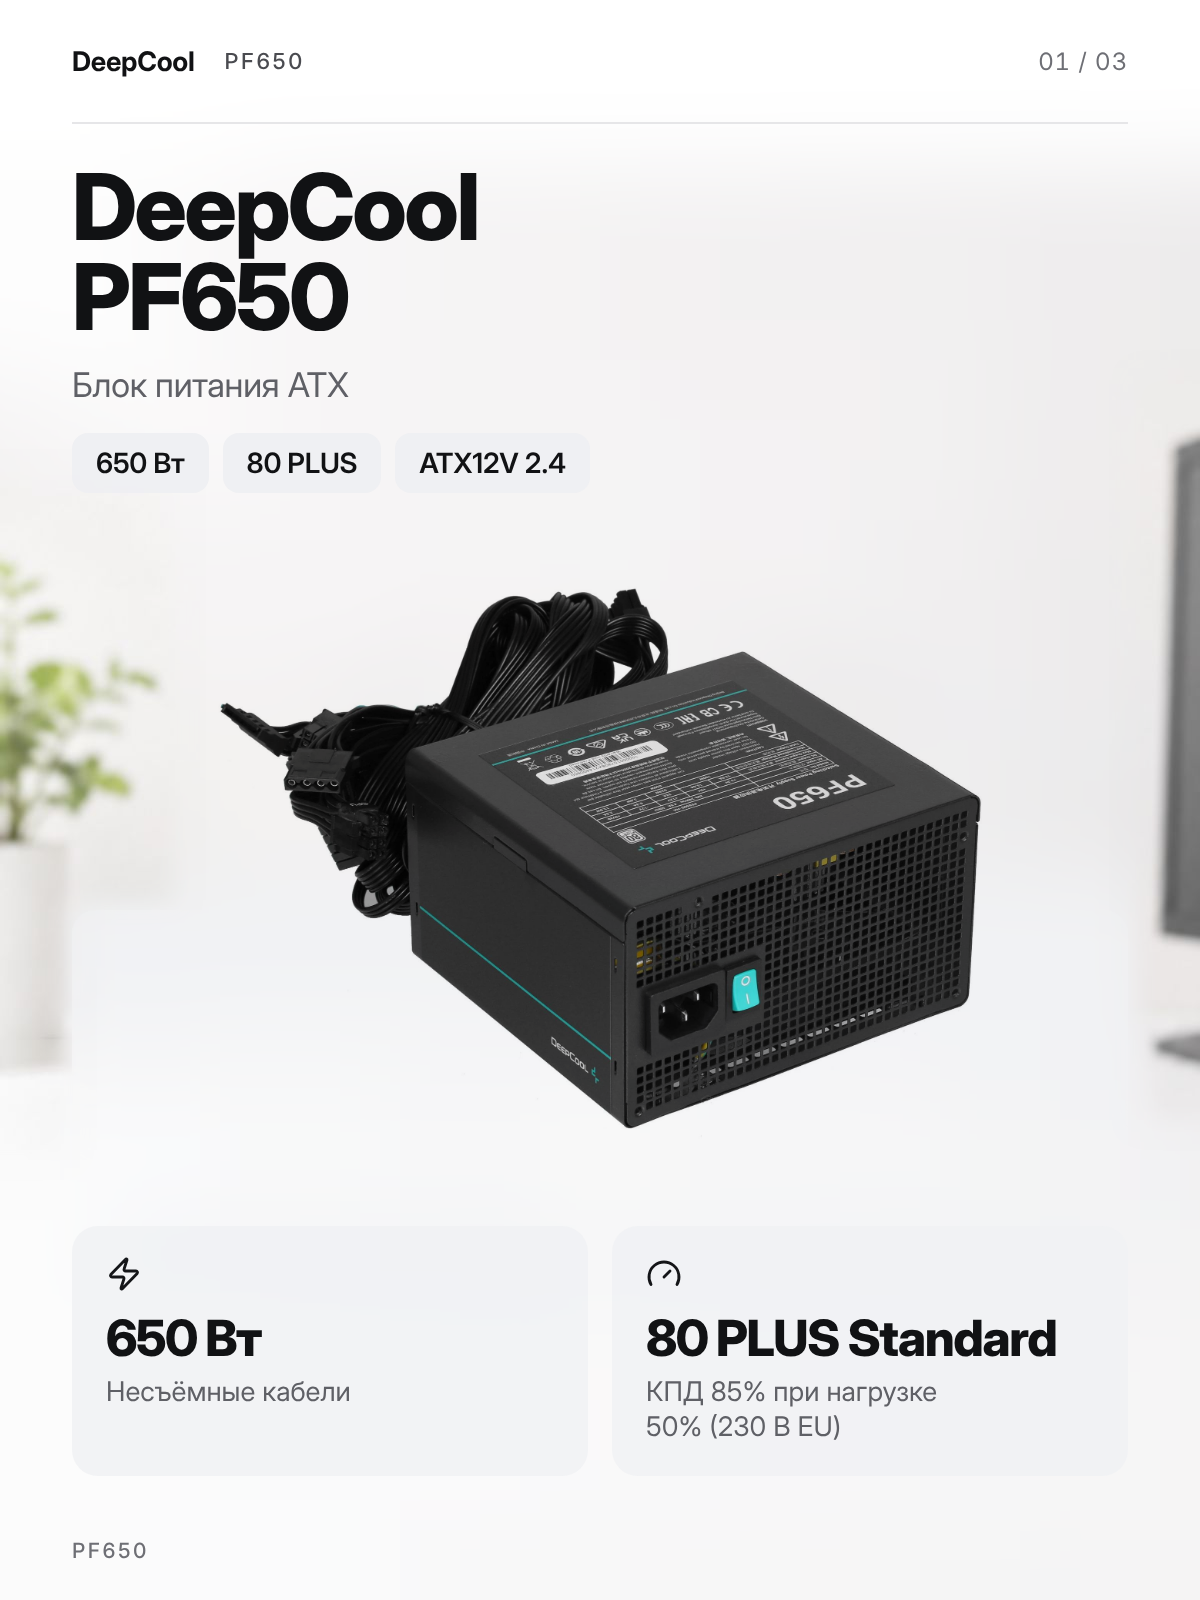 DeepCool PF650 01 / 03
DeepCool
PF650
Блок питания ATX
650 Вт 80 PLUS ATX12V 2.4
PF650
DEEPCOOL
DEEPCOOL
650 Вт
Несъёмные кабели
80 PLUS Standard
КПД 85% при нагрузке
50% (230 В EU)
PF650